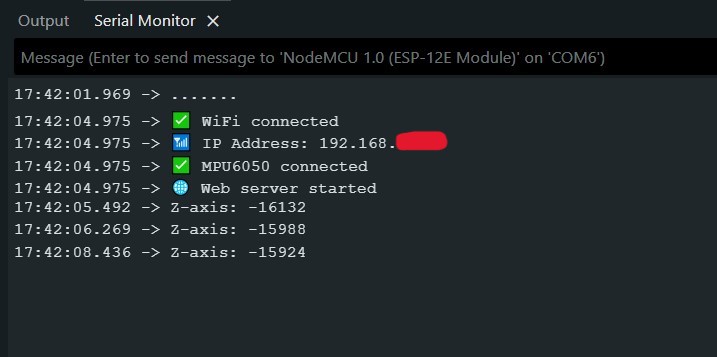 Output Serial Monitor ✕
Message (Enter to send message to 'NodeMCU 1.0 (ESP-12E Module)' on 'COM6')
17:42:01.969 -> .......
17:42:04.975 -> ✅ WiFi connected
17:42:04.975 -> 📶 IP Address: 192.168.
17:42:04.975 -> ✅ MPU6050 connected
17:42:04.975 -> 🌐 Web server started
17:42:05.492 -> Z-axis: -16132
17:42:06.269 -> Z-axis: -15988
17:42:08.436 -> Z-axis: -15924